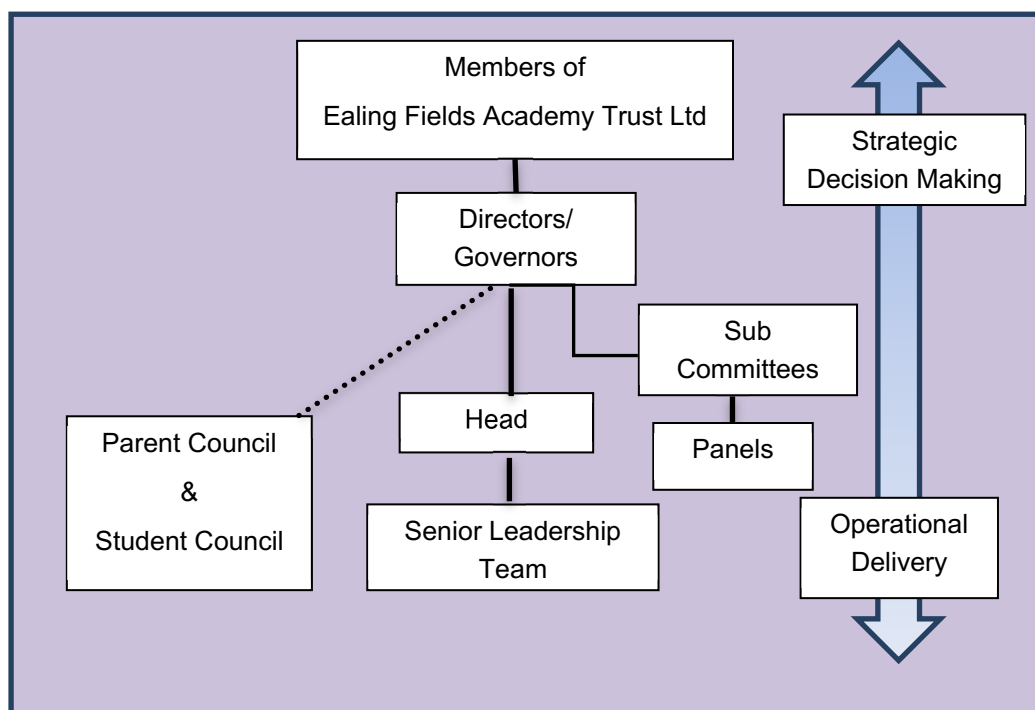 Members of
Ealing Fields Academy Trust Ltd
Strategic
Decision Making
Directors/
Governors
Sub
Committees
Head
Panels
Parent Council
&
Student Council
Senior Leadership
Team
Operational
Delivery